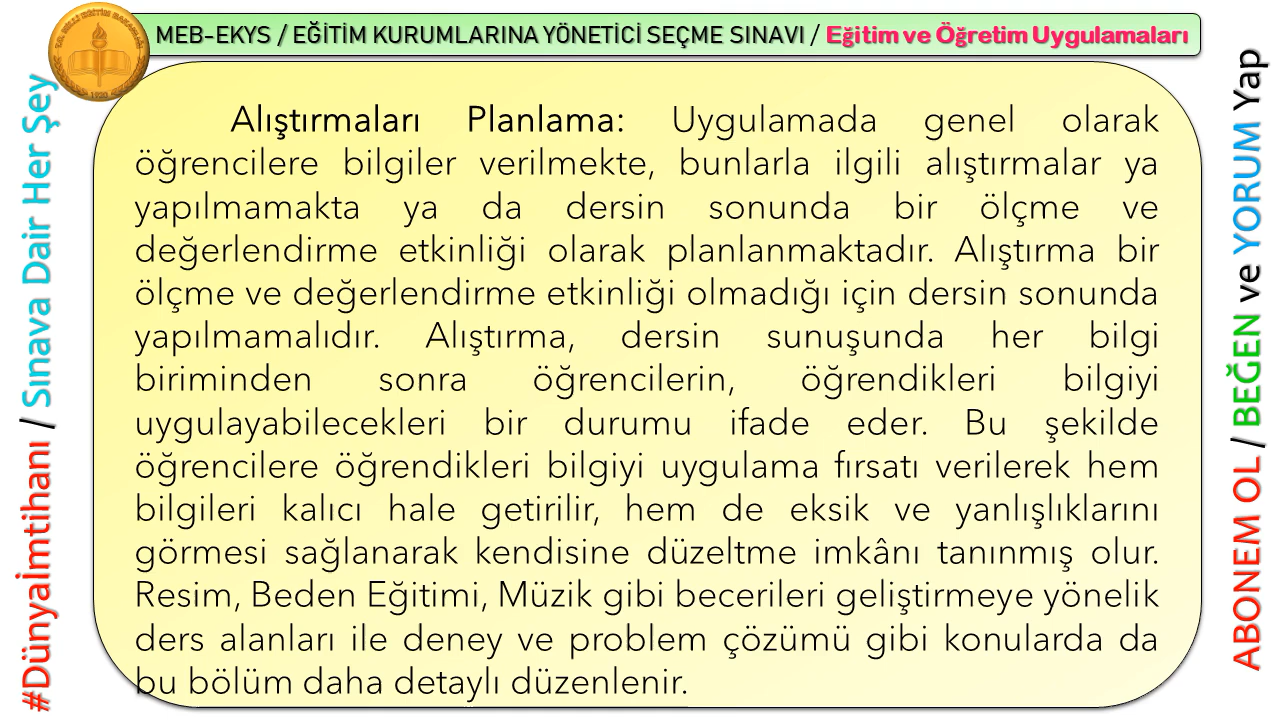 MEB-EKYS / EĞİTİM KURUMLARINA YÖNETİCİ SEÇME SINAVI / Eğitim ve Öğretim Uygulamaları
Alıştırmaları Planlama: Uygulamada genel olarak
öğrencilere bilgiler verilmekte, bunlarla ilgili alıştırmalar ya
yapılmamakta ya da dersin sonunda bir ölçme ve
değerlendirme etkinliği olarak planlanmaktadır. Alıştırma bir
ölçme ve değerlendirme etkinliği olmadığı için dersin sonunda
yapılmamalıdır. Alıştırma, dersin sunuşunda her bilgi
biriminden sonra öğrencilerin, öğrendikleri bilgiyi
uygulayabilecekleri bir durumu ifade eder. Bu şekilde
öğrencilere öğrendikleri bilgiyi uygulama fırsatı verilerek hem
bilgileri kalıcı hale getirilir, hem de eksik ve yanlışlıklarını
görmesi sağlanarak kendisine düzeltme imkânı tanınmış olur.
Resim, Beden Eğitimi, Müzik gibi becerileri geliştirmeye yönelik
ders alanları ile deney ve problem çözümü gibi konularda da
bu bölüm daha detaylı düzenlenir.
#Dünyaimtihanı / Sınava Dair Her Şey
ABONEM OL / BEĞEN ve YORUM Yap